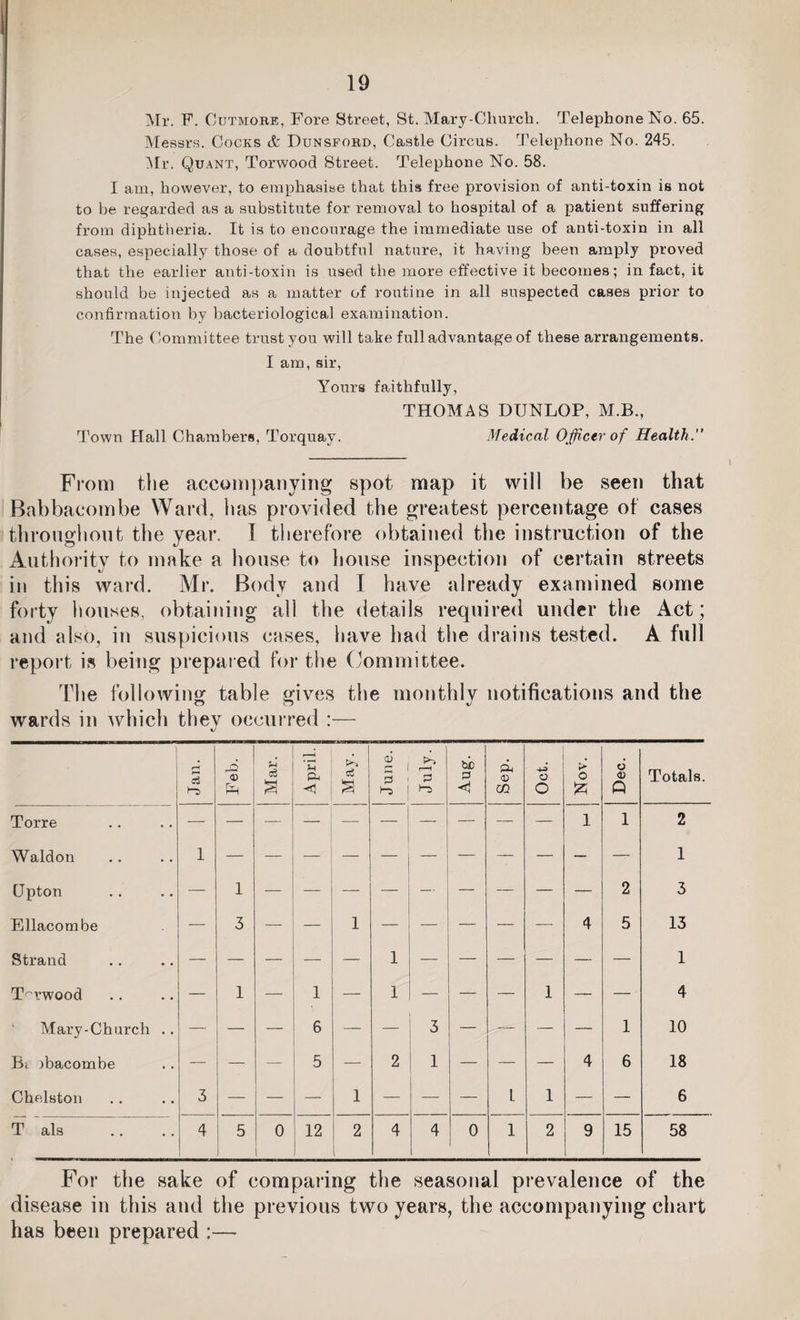 19
Mr. F. Cutmore, Fore Street, St. Mary-Church. Telephone No. 65.
Messrs. Cocks & Dunsford, Castle Circus. Telephone No. 245.
Mr. Quant, Torwood Street. Telephone No. 58.
I am, however, to emphasise that this free provision of anti-toxin is not
to be regarded as a substitute for removal to hospital of a patient suffering
from diphtheria. It is to encourage the immediate use of anti-toxin in all
cases, especially those of a doubtful nature, it having been amply proved
that the earlier anti-toxin is used the more effective it becomes; in fact, it
should be injected as a matter of routine in all suspected cases prior to
confirmation by bacteriological examination.
The Committee trust you will take full advantage of these arrangements.
I am, sir,
Yours faithfully,
THOMAS DUNLOP, M.B.,
Town Hall Chambers, Torquay. Medical Officer of Health."
From the accompanying spot map it will be seen that
Babbacombe Ward, has provided the greatest percentage of cases
throughout the year. I therefore obtained the instruction of the
Authority to make a house to house inspection of certain streets
in this ward. Mr. Body and I have already examined some
forty houses, obtaining all the details required under the Act;
and also, in suspicious cases, have had the drains tested. A full
report is being prepared for the Committee.
The following table gives the monthly notifications and the
wards in which they occurred :—
Jan. Feb. Mar. April. May. June. July. Aug. Sep. Oct. Nov. Dec. Totals.
Torre .. .. — — — — — — — — — — 1 1 2
Waldon .. .. 1 — — — — — — — — — — — 1
Upton .. .. — 1 — — — — — — — — — 2 3
Ellacombe . — 3 — — 1 — — — — — 4 5 13
Strand .. .. — — — — — 1 — — — — — — 1
T rwood .. .. — 1 — 1 — 1 — — — 1 — — 4
Mary-Church .. — — — 6 — — 3 — — — — 1 10
B bacombe .. — — — 5 — 2 1 — — — 4 6 18
Chelston .. .. 3 — — — 1 — — — 1 1 — — 6
T als .. .. 4 5 0 12 2 4 4 0 1 2 9 15 58
For the sake of comparing the seasonal prevalence of the
disease in this and the previous two years, the accompanying chart
has been prepared :—